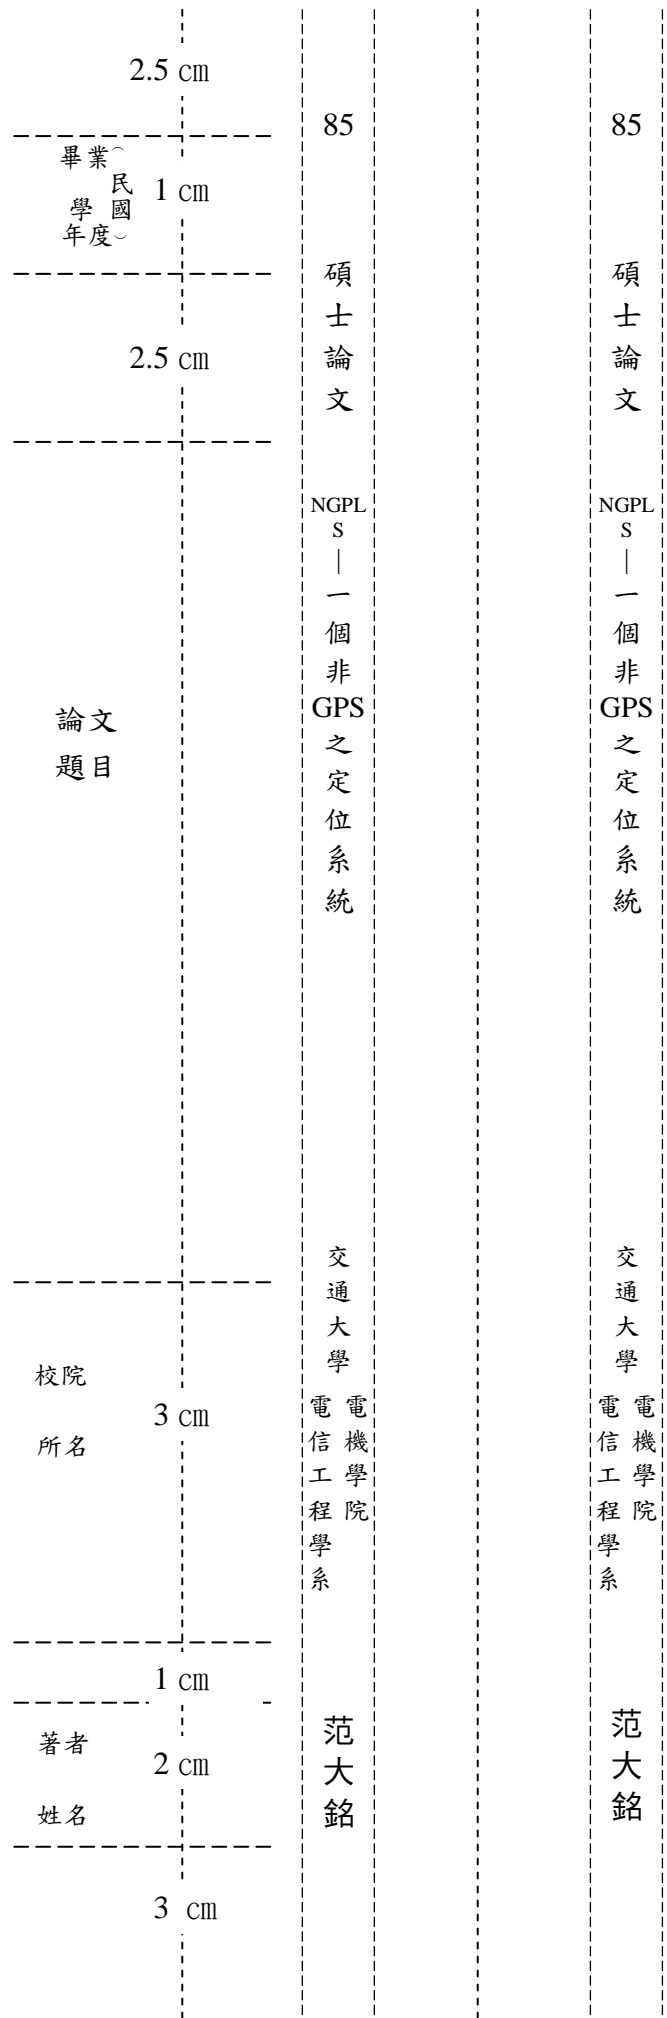 2.5 ㎝
畢業︵民國
學年度︶
1 ㎝
2.5 ㎝
論文
題目
校院
所名
3 ㎝
1 ㎝
著者
姓名
2 ㎝
3 ㎝
85
碩士論文
NGPLS｜一個非GPS之定位系統
交通大學
電機學院
電信工程學系
范大銘
85
碩士論文
NGPLS｜一個非GPS之定位系統
交通大學
電機學院
電信工程學系
范大銘